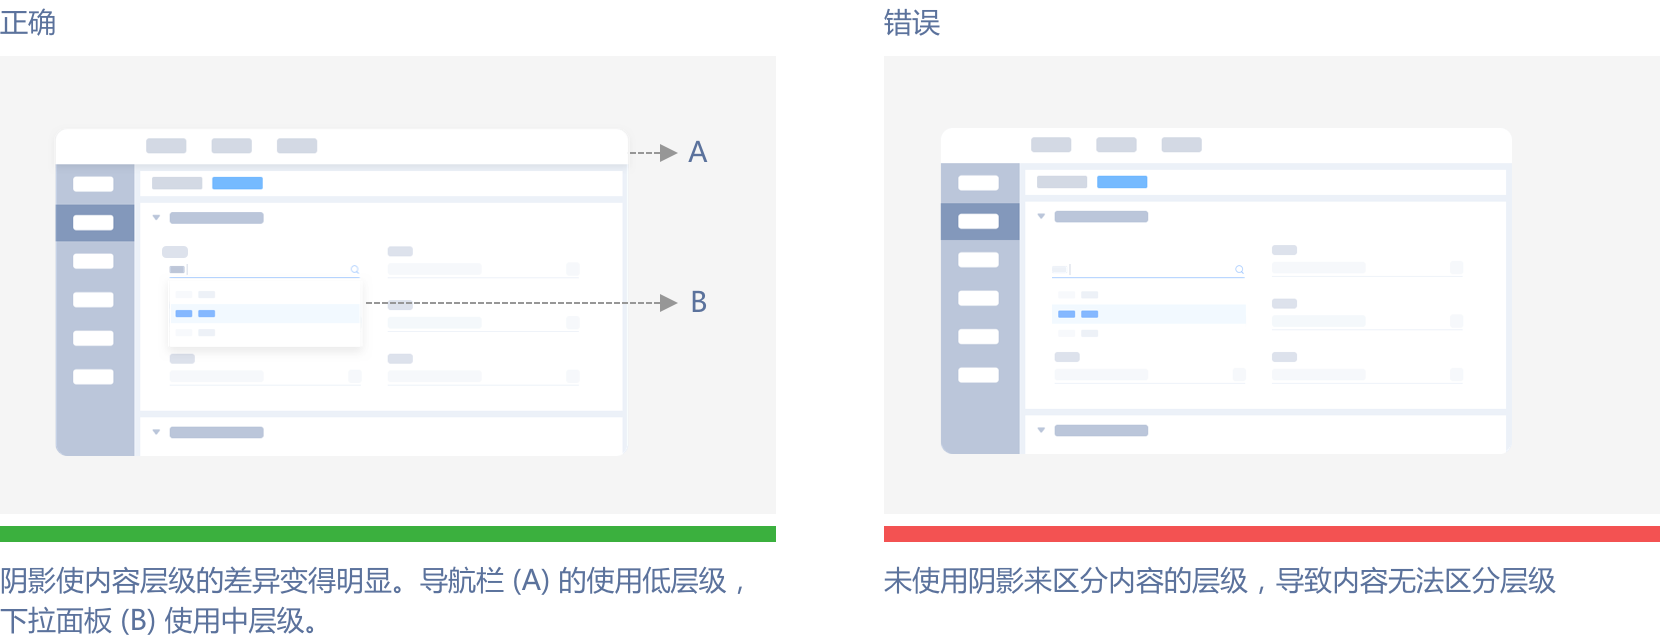 正确
错误
A
B
阴影使内容层级的差异变得明显。导航栏 (A) 的使用低层级，
下拉面板 (B) 使用中层级。
未使用阴影来区分内容的层级，导致内容无法区分层级